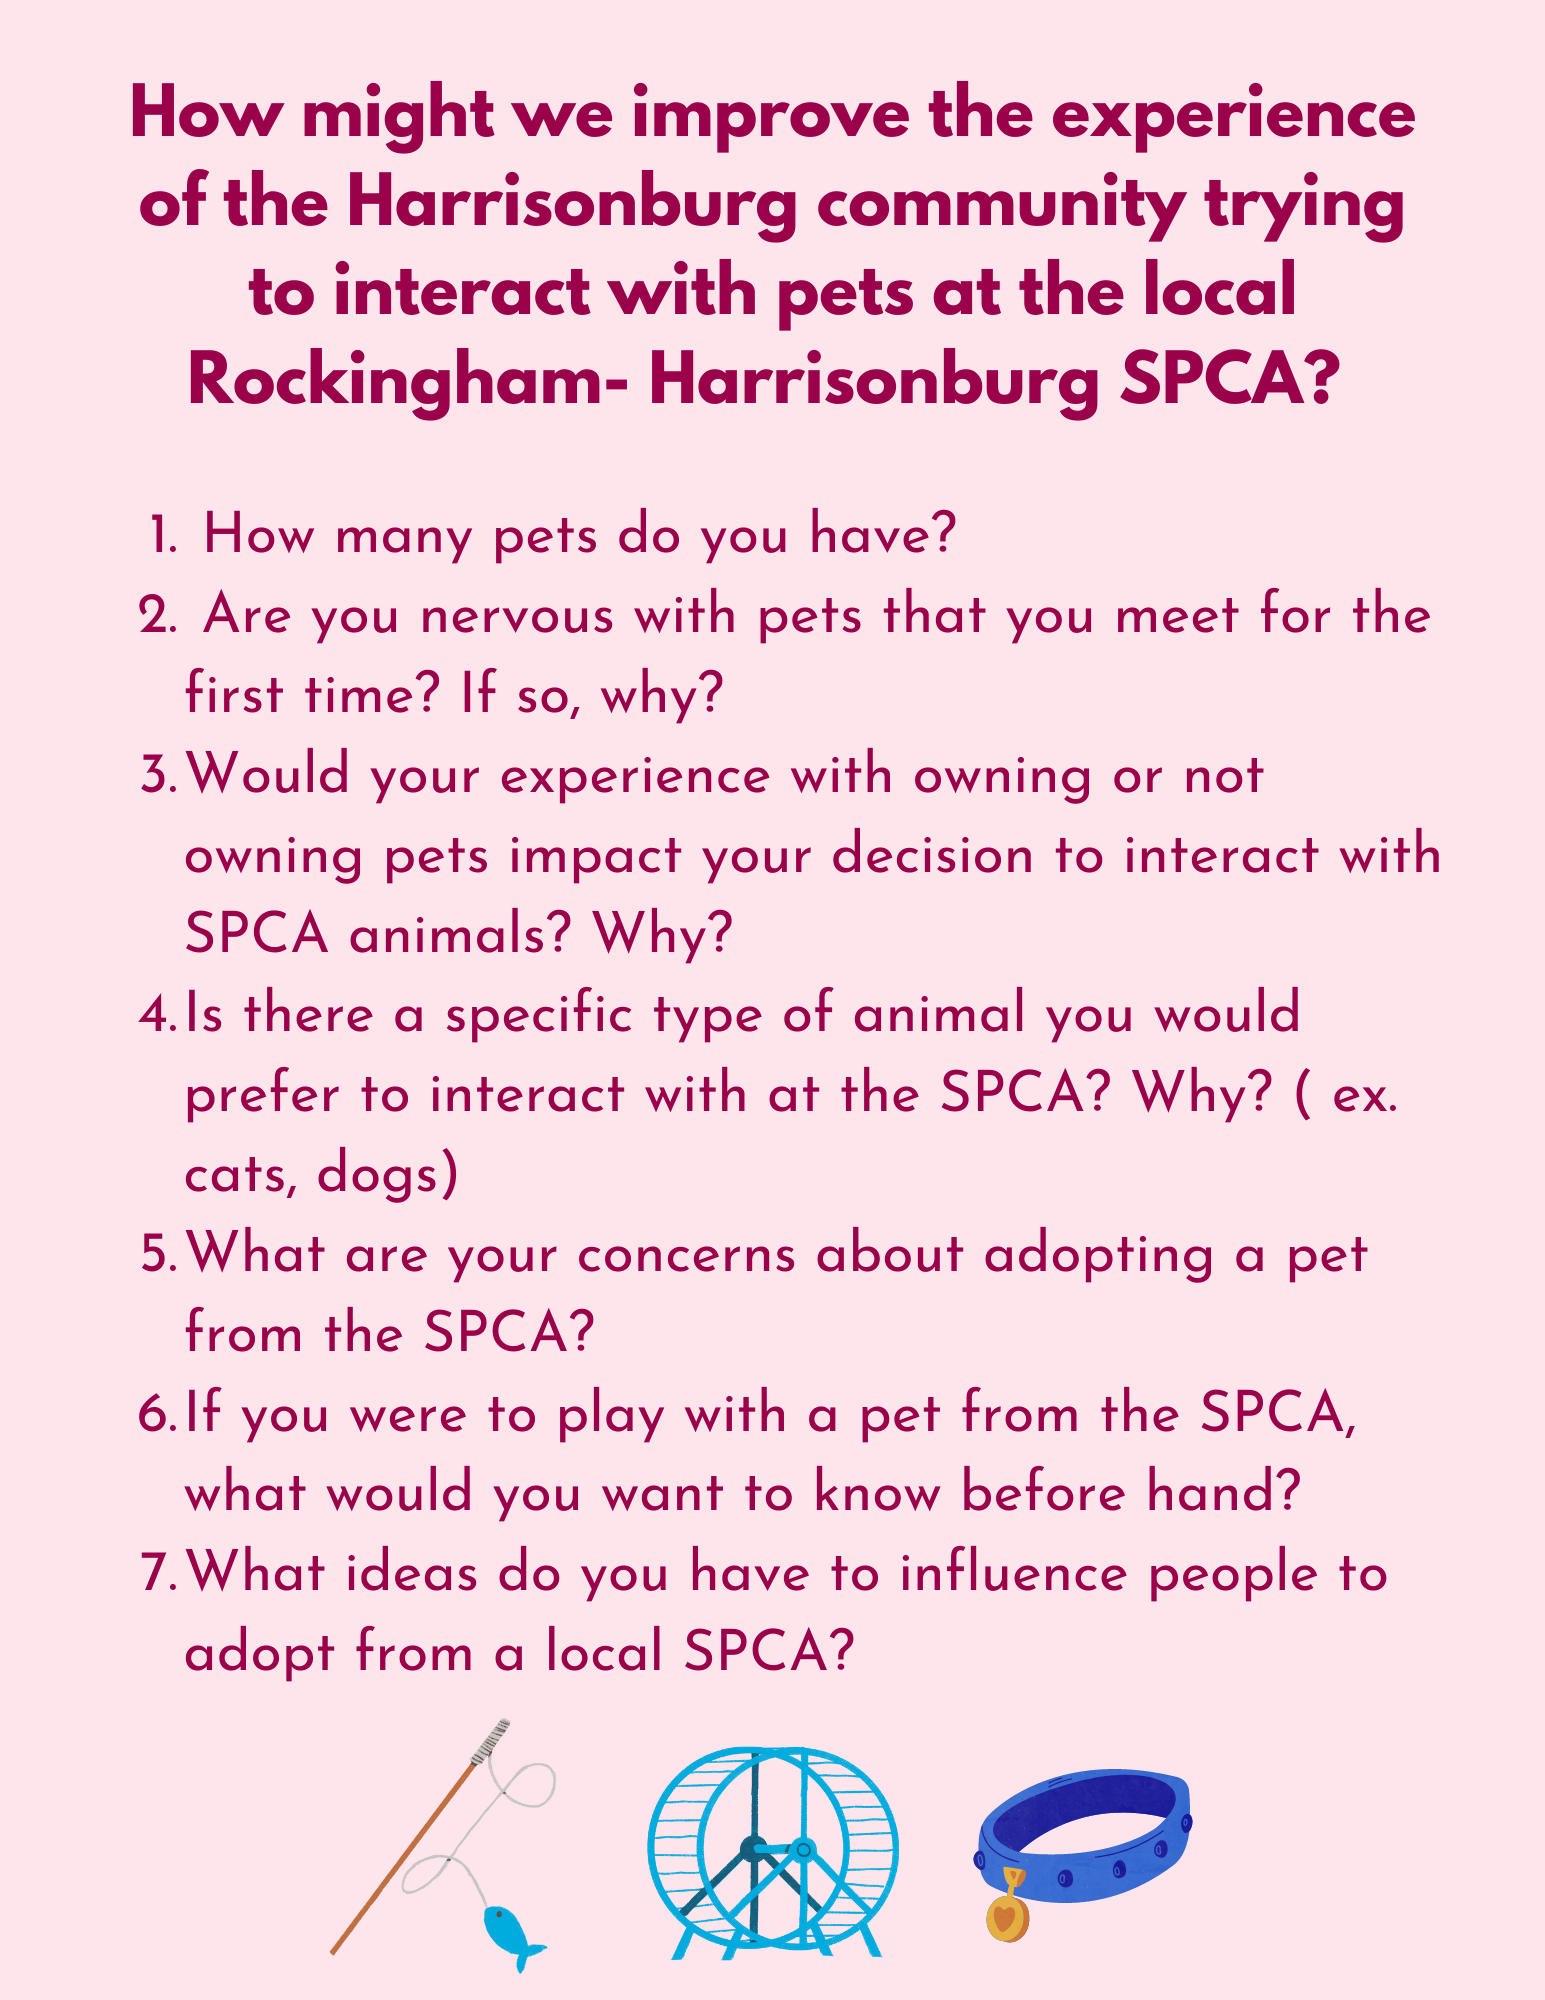 How might we improve the experience
of the Harrisonburg community trying
to interact with pets at the local
Rockingham- Harrisonburg SPCA?
1. How many pets do you have?
2. Are you nervous with pets that you meet for the
first time? If so, why?
3. Would your experience with owning or not
owning pets impact your decision to interact with
SPCA animals? Why?
4. Is there a specific type of animal you would
prefer to interact with at the SPCA? Why? ( ex.
cats, dogs)
5. What are your concerns about adopting a pet
from the SPCA?
6. If you were to play with a pet from the SPCA,
what would you want to know before hand?
7. What ideas do you have to influence people to
adopt from a local SPCA?